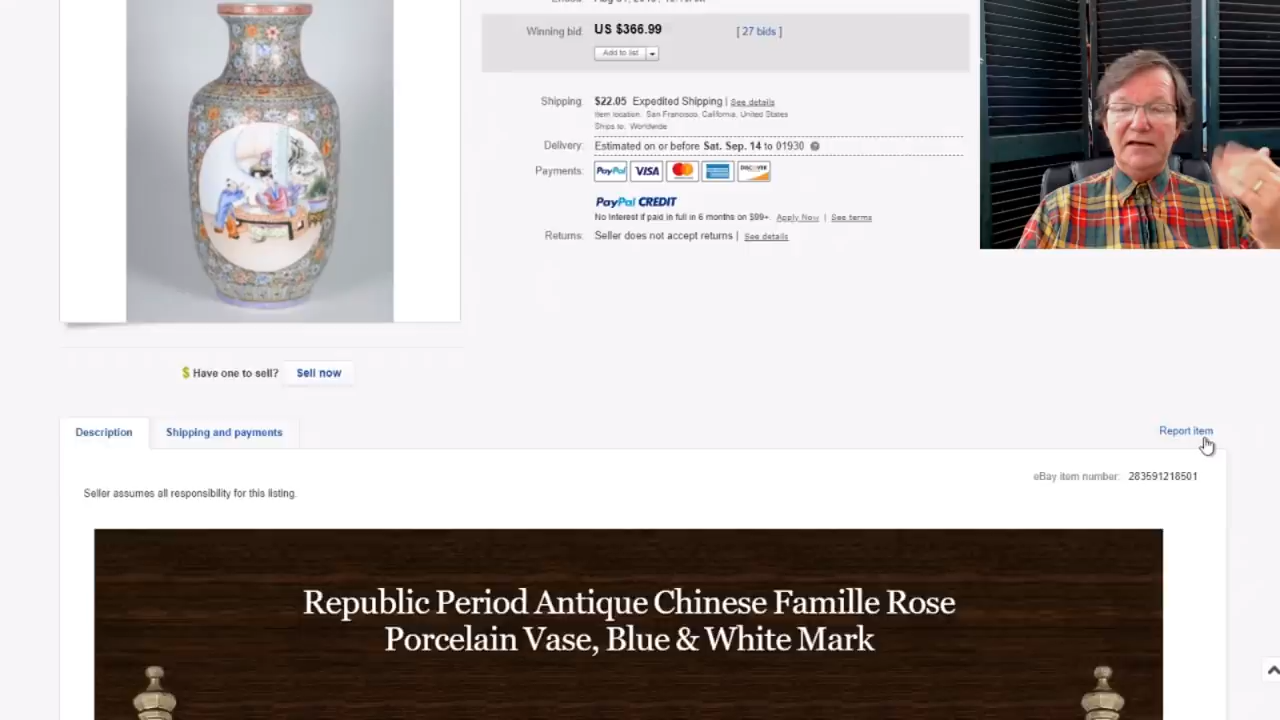 Winning bid: US $366.99 [ 27 bids ]
Add to list
Shipping: $22.05 Expedited Shipping | See details
Item location: San Francisco, California, United States
Ships to: Worldwide
Delivery: Estimated on or before Sat. Sep. 14 to 01930
Payments: PayPal VISA MasterCard DISCOVER
PayPal CREDIT
No Interest if paid in full in 6 months on $99+. Apply Now | See terms
Returns: Seller does not accept returns | See details
$ Have one to sell? Sell now
Description Shipping and payments Report item
eBay item number: 283591218501
Seller assumes all responsibility for this listing.
Republic Period Antique Chinese Famille Rose
Porcelain Vase, Blue & White Mark